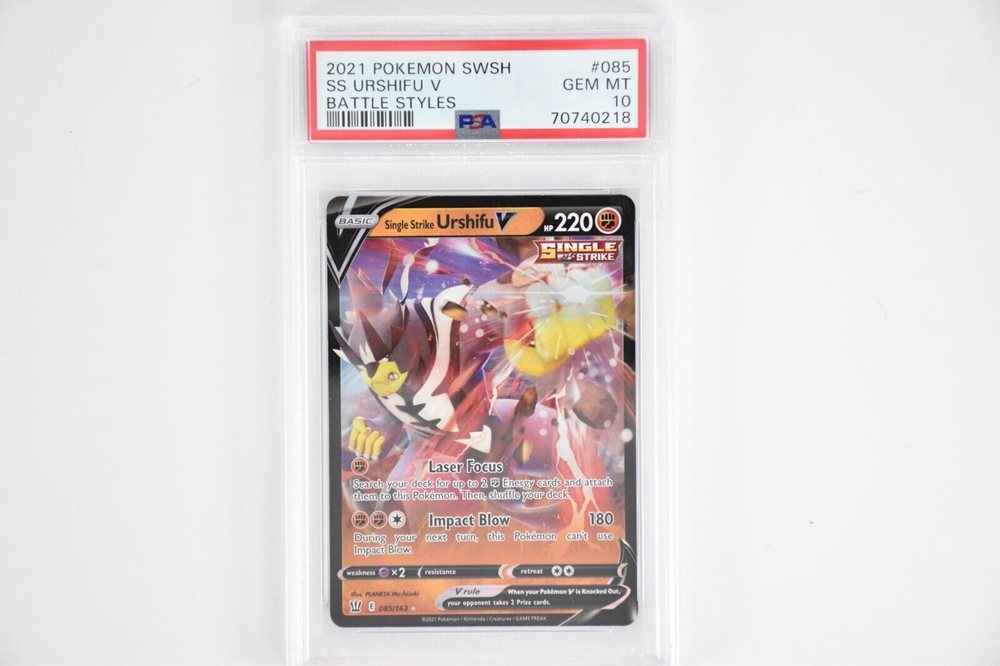 2021 POKEMON SWSH #085
SS URSHIFU V GEM MT
BATTLE STYLES 10
PSA 70740218
BASIC Single Strike Urshifu V HP 220
SINGLE STRIKE
Laser Focus
Search your deck for up to 2 Energy cards and attach
them to this Pokémon. Then, shuffle your deck.
Impact Blow 180
During your next turn, this Pokémon can't use
Impact Blow.
weakness ×2 resistance retreat
Illus. PLANETA Mochizuki V rule When your Pokémon V is Knocked Out,
your opponent takes 2 Prize cards.
E 085/163
©2021 Pokémon / Nintendo / Creatures / GAME FREAK